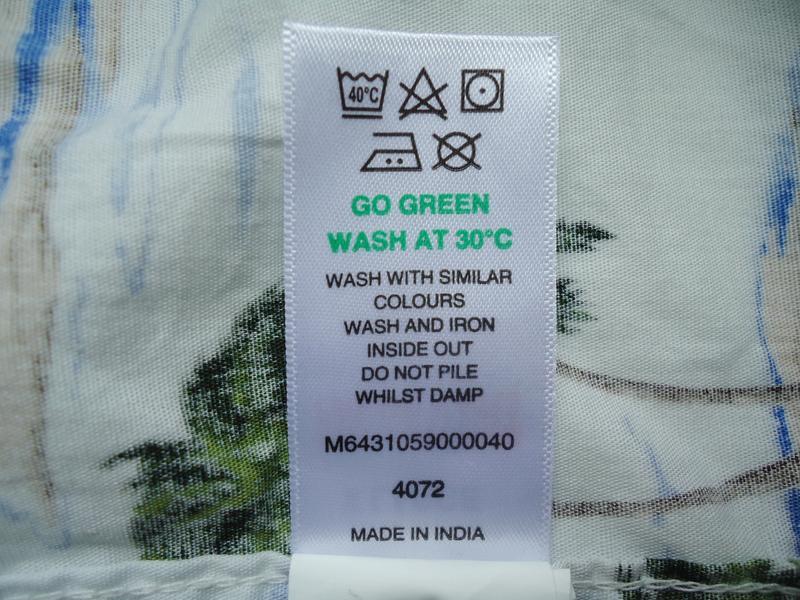 40°C
GO GREEN
WASH AT 30°C
WASH WITH SIMILAR
COLOURS
WASH AND IRON
INSIDE OUT
DO NOT PILE
WHILST DAMP
M6431059000040
4072
MADE IN INDIA